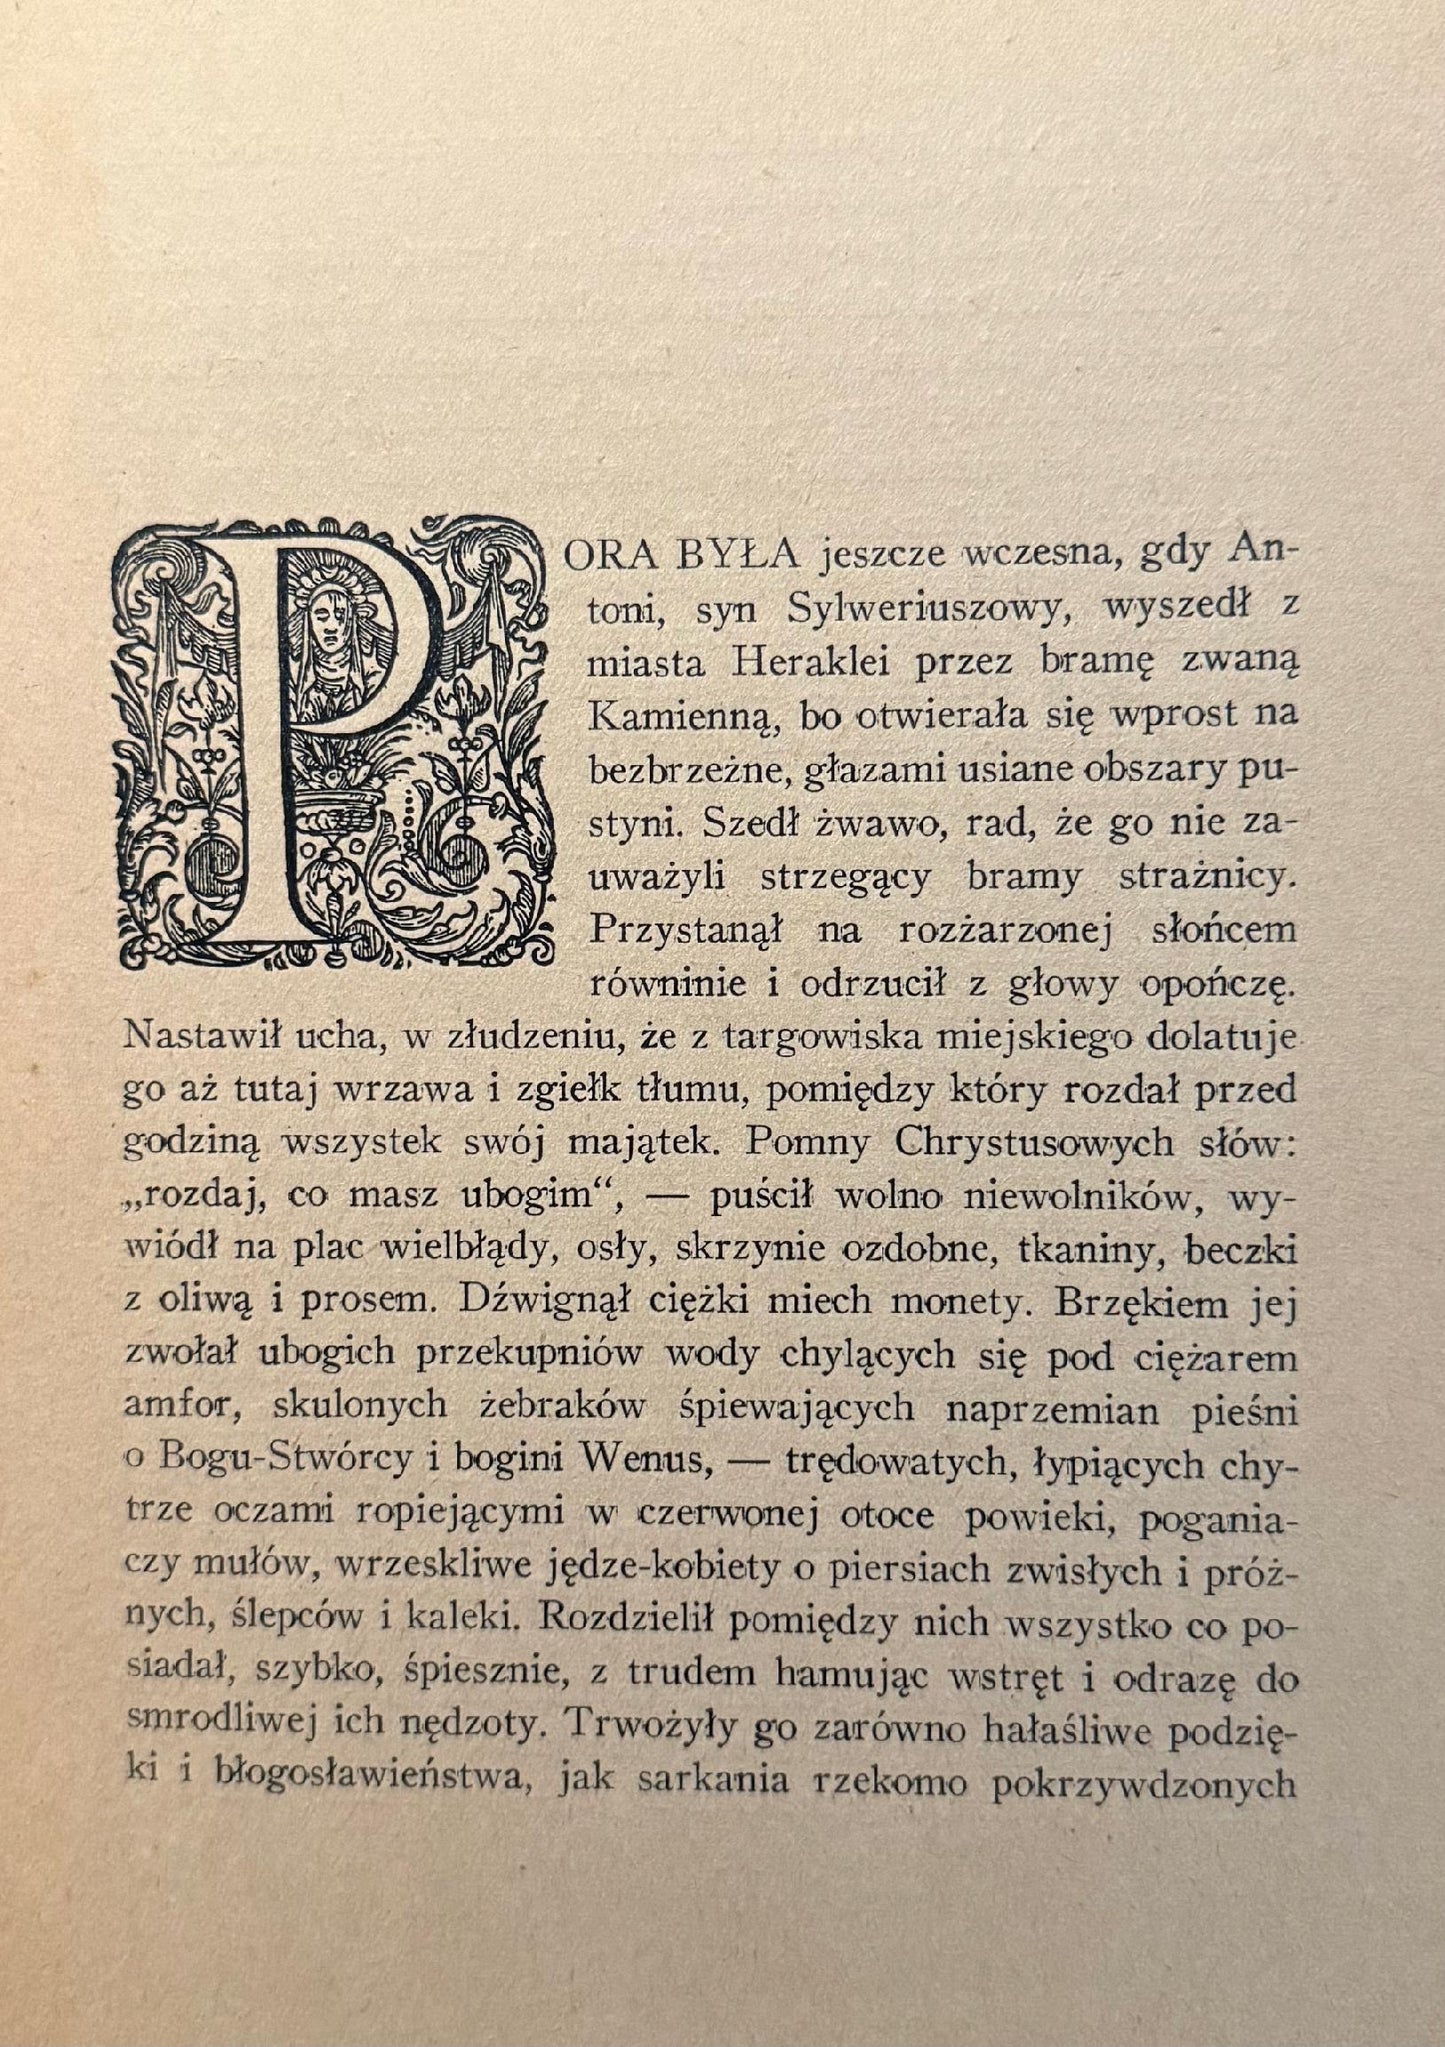 PORA BYŁA jeszcze wczesna, gdy An-
toni, syn Sylweriuszowy, wyszedł z
miasta Heraklei przez bramę zwaną
Kamienną, bo otwierała się wprost na
bezbrzeżne, głazami usiane obszary pu-
styni. Szedł żwawo, rad, że go nie za-
uważyli strzegący bramy strażnicy.
Przystanął na rozżarzonej słońcem
równinie i odrzucił z głowy opończę.
Nastawił ucha, w złudzeniu, że z targowiska miejskiego dolatuje
go aż tutaj wrzawa i zgiełk tłumu, pomiędzy który rozdał przed
godziną wszystek swój majątek. Pomny Chrystusowych słów:
„rozdaj, co masz ubogim“, — puścił wolno niewolników, wy-
wiódł na plac wielbłądy, osły, skrzynie ozdobne, tkaniny, beczki
z oliwą i prosem. Dźwignął ciężki miech monety. Brzękiem jej
zwołał ubogich przekupniów wody chylących się pod ciężarem
amfor, skulonych żebraków śpiewających naprzemian pieśni
o Bogu-Stwórcy i bogini Wenus, — trędowatych, łypiących chy-
trze oczami ropiejącymi w czerwonej otoce powieki, pogania-
czy mułów, wrzeskliwe jędze-kobiety o piersiach zwisłych i próż-
nych, ślepców i kaleki. Rozdzielił pomiędzy nich wszystko co po-
siadał, szybko, śpiesznie, z trudem hamując wstręt i odrazę do
smrodliwej ich nędzoty. Trwożyły go zarówno hałaśliwe podzię-
ki i błogosławieństwa, jak sarkania rzekomo pokrzywdzonych